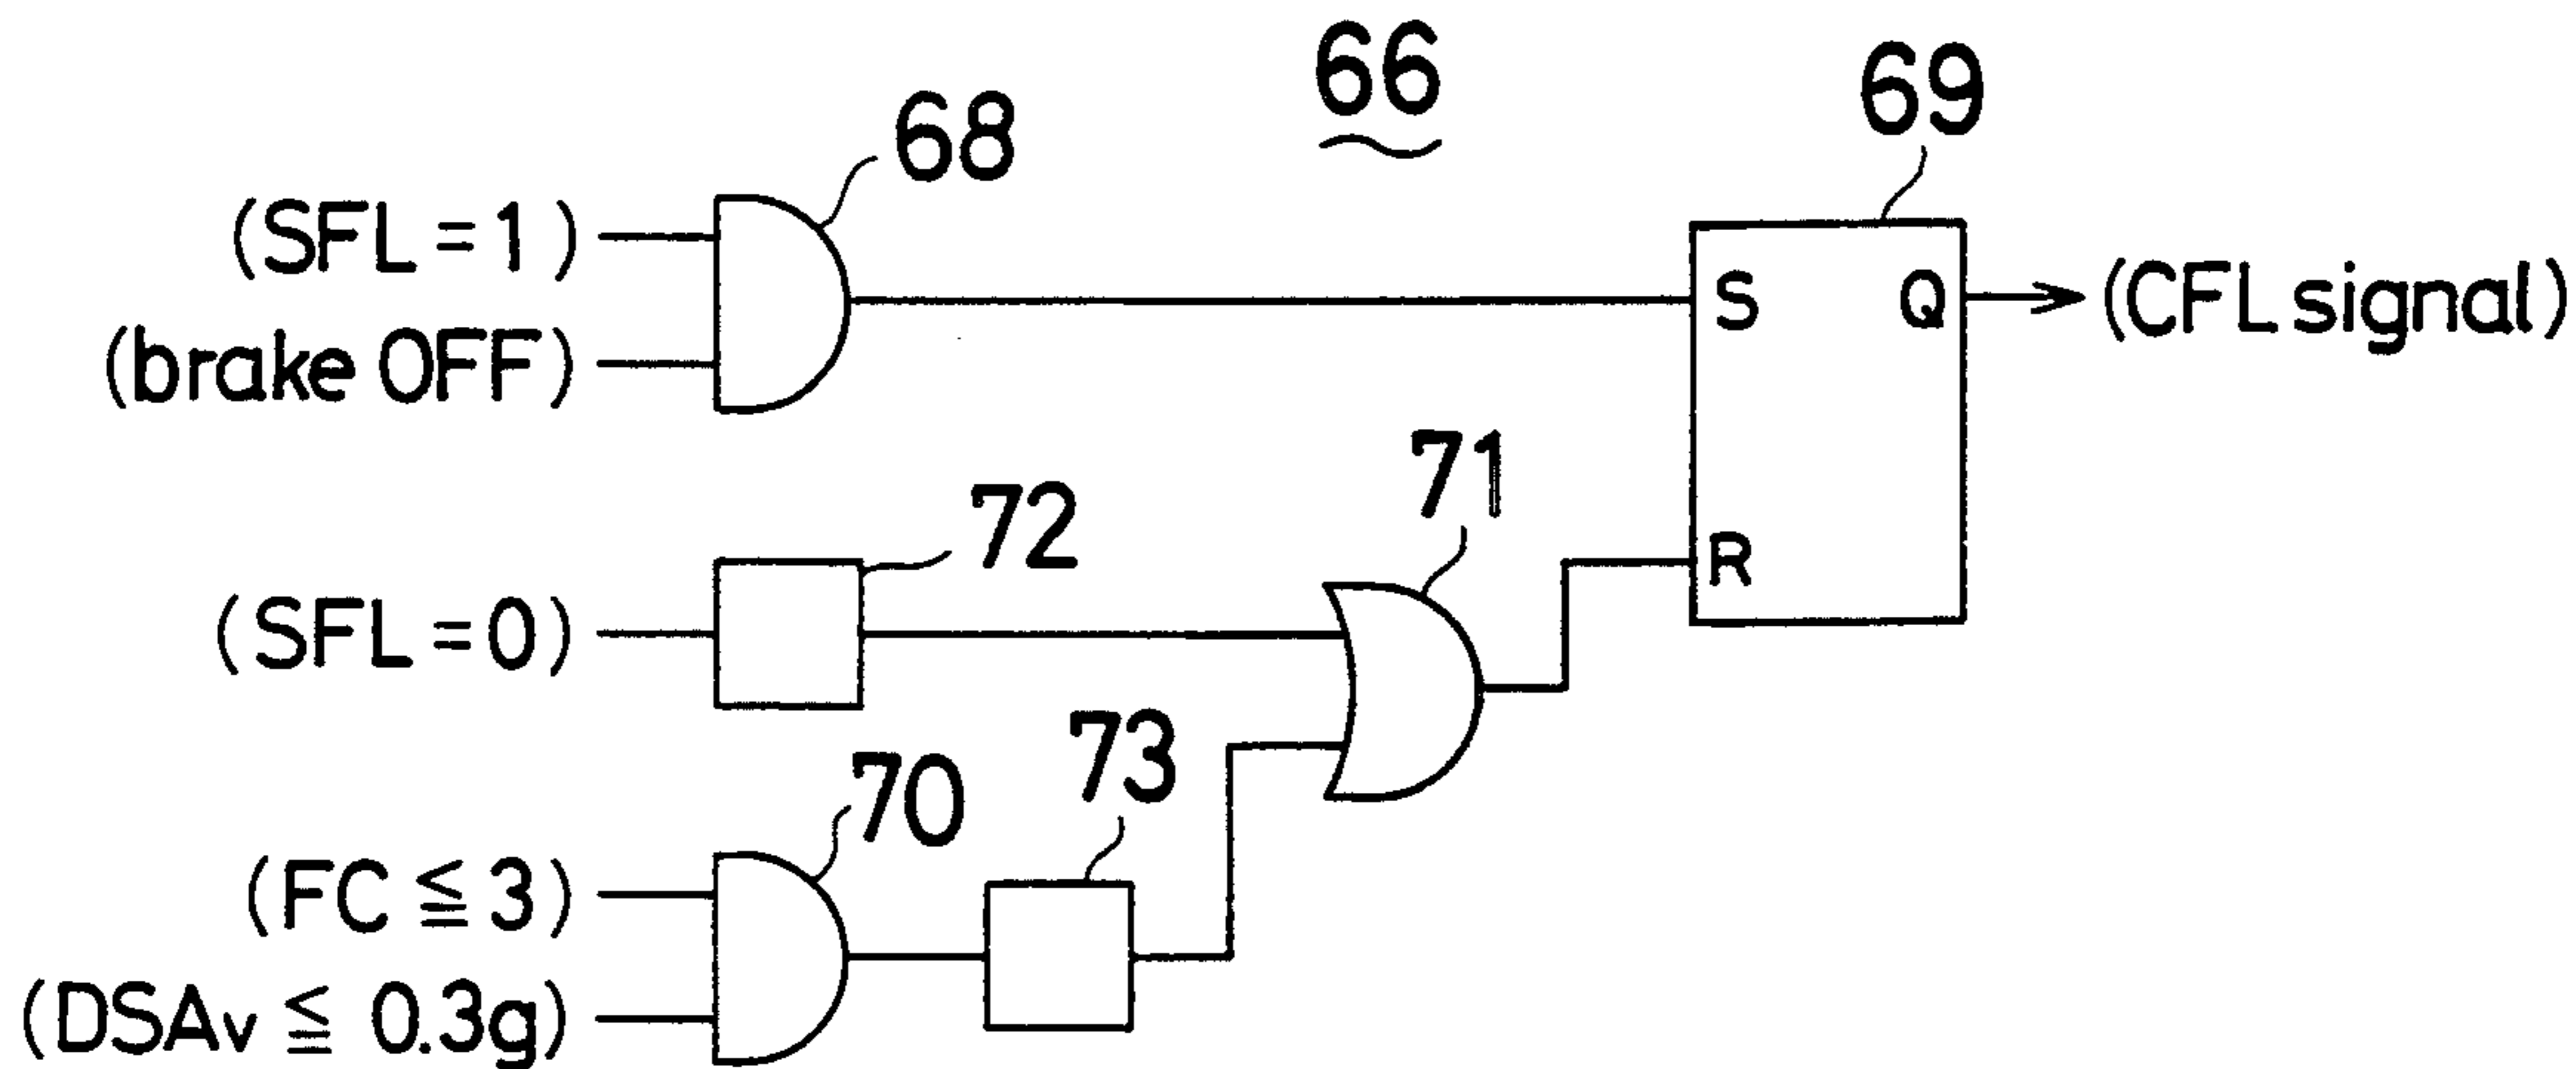 66
68
69
(SFL = 1)
(brake OFF)
S
Q
(CFL signal)
72
71
R
(SFL = 0)
70
73
(FC ≦ 3)
(DSAv ≦ 0.3g)